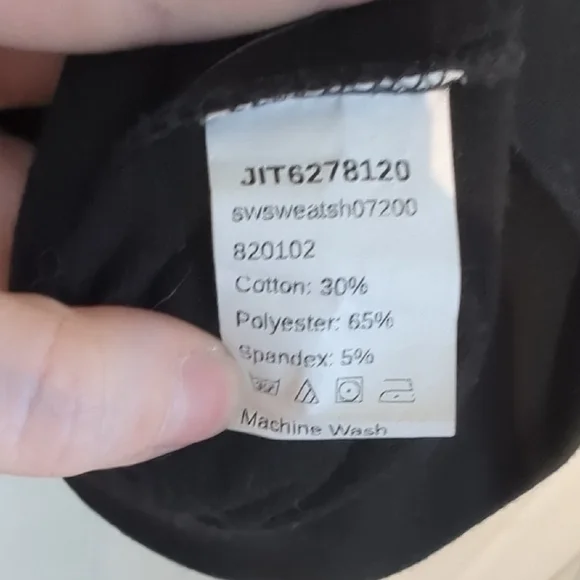 JIT6278120
swsweatsh07200
820102
Cotton: 30%
Polyester: 65%
Spandex: 5%
Machine Wash